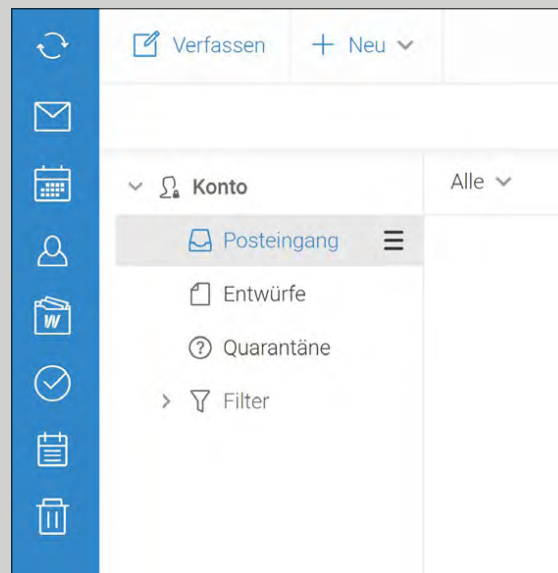 Verfassen
Neu
Konto
Alle
Posteingang
Entwürfe
Quarantäne
Filter
W